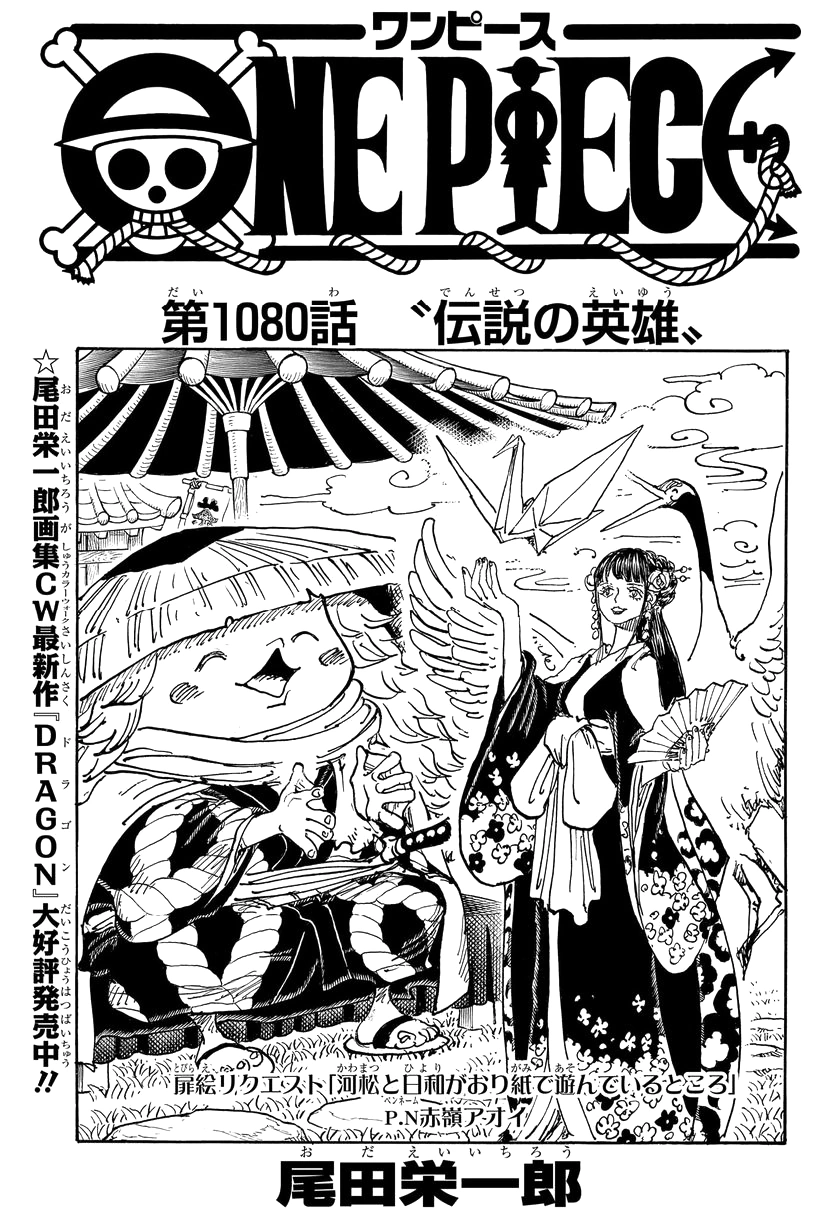 ワンピース
ONE PIECE
第1080話 〝伝説の英雄〟
☆尾田栄一郎画集CW最新作『DRAGON』大好評発売中!!
扉絵リクエスト「河松と日和がおり紙で遊んでいるところ」
P.N赤嶺アオイ
尾田栄一郎